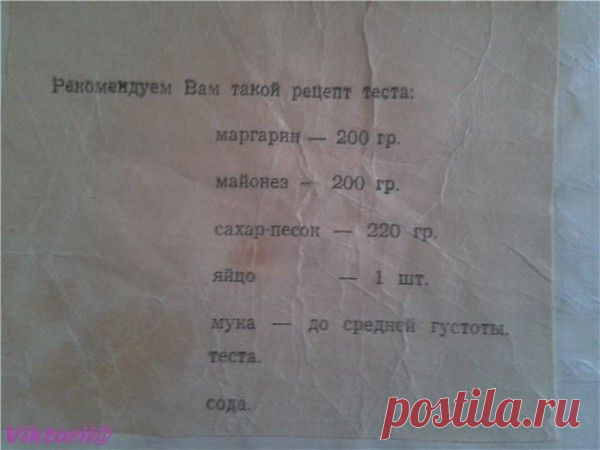 Рекомендуем Вам такой рецепт теста:
маргарин — 200 гр.
майонез — 200 гр.
сахар-песок — 220 гр.
яйцо — 1 шт.
мука — до средней густоты.
теста.
сода.
postila.ru
Viktorii@